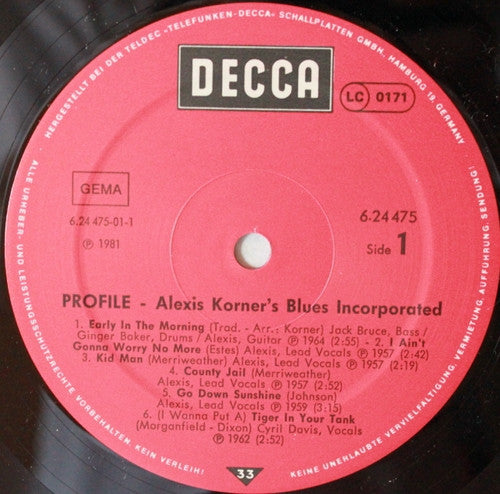 HERGESTELLT BEI DER TELDEC »TELEFUNKEN-DECCA« SCHALLPLATTEN GMBH., HAMBURG 19, GERMANY
DECCA
LC 0171
GEMA
6.24 475-01-1
℗ 1981
6.24 475
Side 1
PROFILE - Alexis Korner's Blues Incorporated
1. Early In The Morning (Trad. - Arr.: Korner) Jack Bruce, Bass /
Ginger Baker, Drums / Alexis, Guitar ℗ 1964 (2:55) - 2. I Ain't
Gonna Worry No More (Estes) Alexis, Lead Vocals ℗ 1957 (2:42)
3. Kid Man (Merriweather) Alexis, Lead Vocals ℗ 1957 (2:19)
4. County Jail (Merriweather)
Alexis, Lead Vocals ℗ 1957 (2:52)
5. Go Down Sunshine (Johnson)
Alexis, Lead Vocals ℗ 1959 (3:15)
6. (I Wanna Put A) Tiger In Your Tank
(Morganfield - Dixon) Cyril Davis, Vocals
℗ 1962 (2:52)
33
ALLE URHEBER- UND LEISTUNGSSCHUTZRECHTE VORBEHALTEN KEIN VERLEIH! KEINE UNERLAUBTE VERVIELFÄLTIGUNG, VERMIETUNG, AUFFÜHRUNG, SENDUNG!